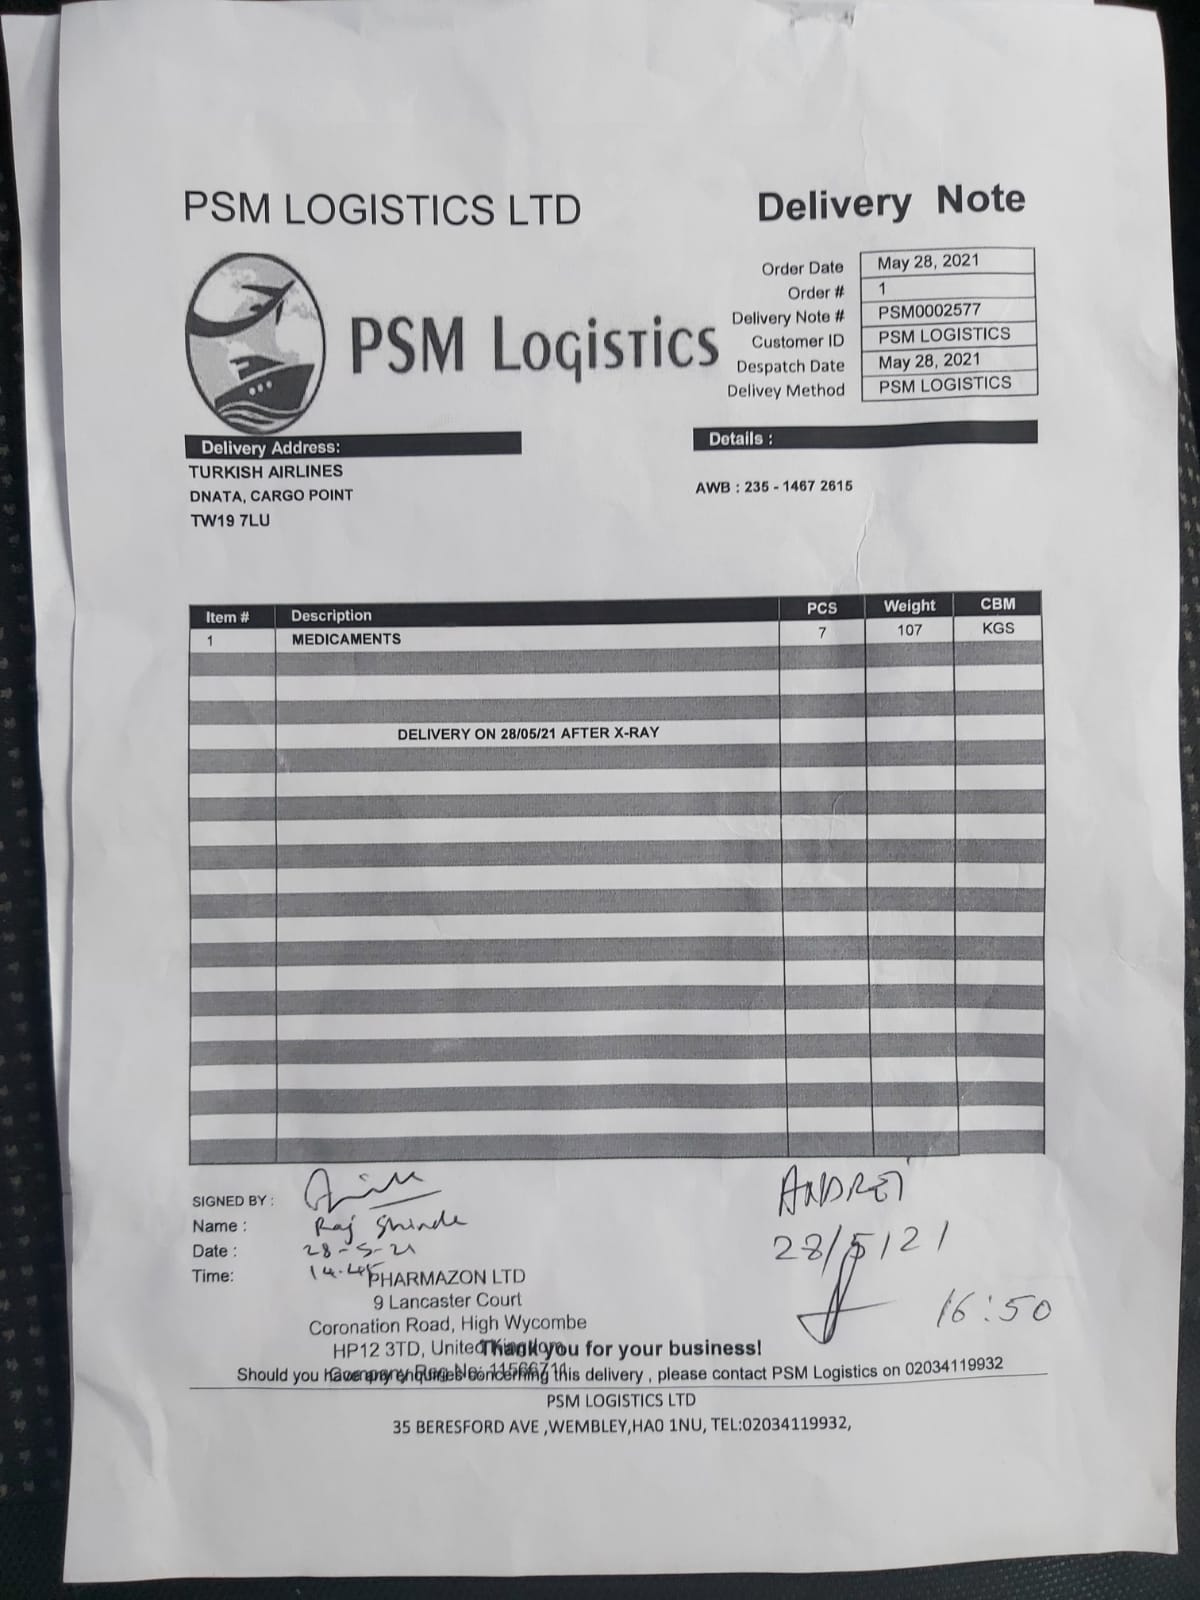 PSM LOGISTICS LTD
Delivery Note
PSM Logistics
Order Date May 28, 2021
Order # 1
Delivery Note # PSM0002577
Customer ID PSM LOGISTICS
Despatch Date May 28, 2021
Delivey Method PSM LOGISTICS
Delivery Address:
TURKISH AIRLINES
DNATA, CARGO POINT
TW19 7LU
Details :
AWB : 235 - 1467 2615
Item # Description PCS Weight CBM
1 MEDICAMENTS 7 107 KGS
DELIVERY ON 28/05/21 AFTER X-RAY
SIGNED BY :
Name : Raj Shinde
Date : 28-5-21
Time: 14.45
ANDREI
28/5/21
16:50
PHARMAZON LTD
9 Lancaster Court
Coronation Road, High Wycombe
HP12 3TD, United Kingdom
Thank you for your business!
Company Reg No: 11566714
Should you have any enquiries concerning this delivery , please contact PSM Logistics on 02034119932
PSM LOGISTICS LTD
35 BERESFORD AVE ,WEMBLEY,HA0 1NU, TEL:02034119932,